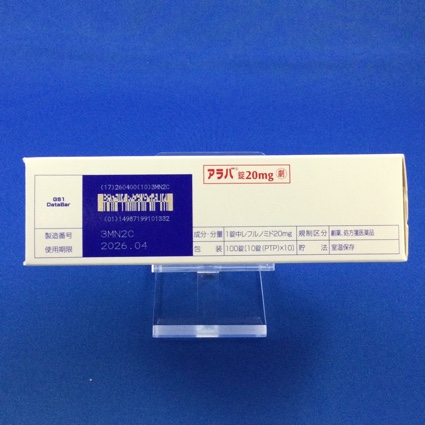 アラバ®錠20mg 劇
GS1
DataBar
(17)260400(10)3MN2C
(01)14987199101332
製造番号 3MN2C
使用期限 2026.04
成分・分量 1錠中レフルノミド20mg 規制区分 劇薬、処方箋医薬品
包装 100錠[10錠(PTP)×10] 貯法 室温保存